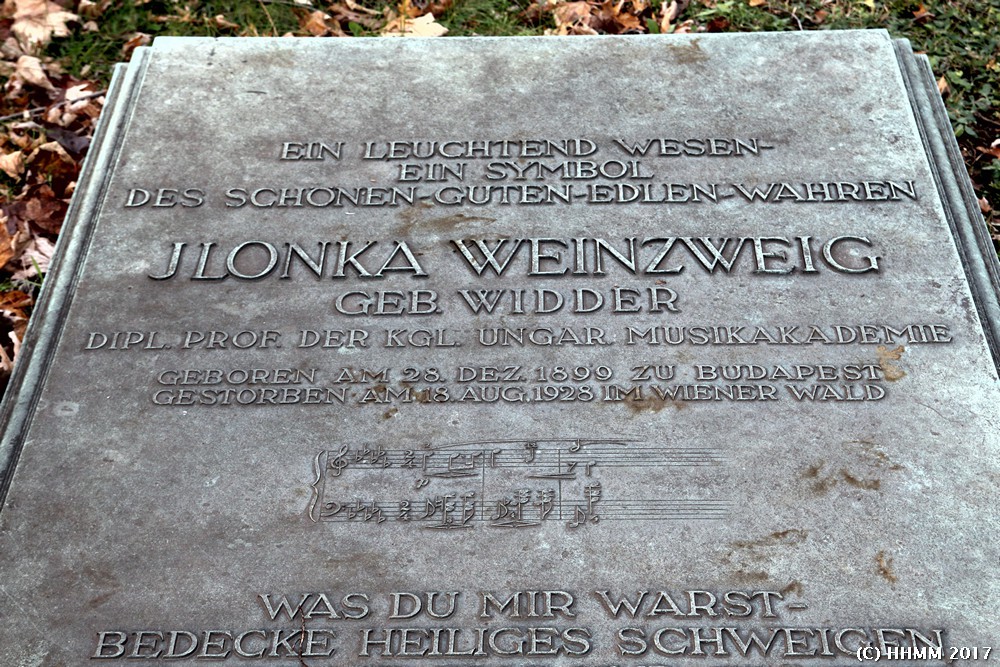 EIN LEUCHTEND WESEN-
EIN SYMBOL
DES SCHÖNEN-GUTEN-EDLEN-WAHREN
JLONKA WEINZWEIG
GEB. WIDDER
DIPL. PROF. DER KGL. UNGAR. MUSIKAKADEMIE
GEBOREN AM 28. DEZ. 1899 ZU BUDAPEST
GESTORBEN AM 18. AUG. 1928 IM WIENER WALD
WAS DU MIR WARST-
BEDECKE HEILIGES SCHWEIGEN
(C) HHMM 2017